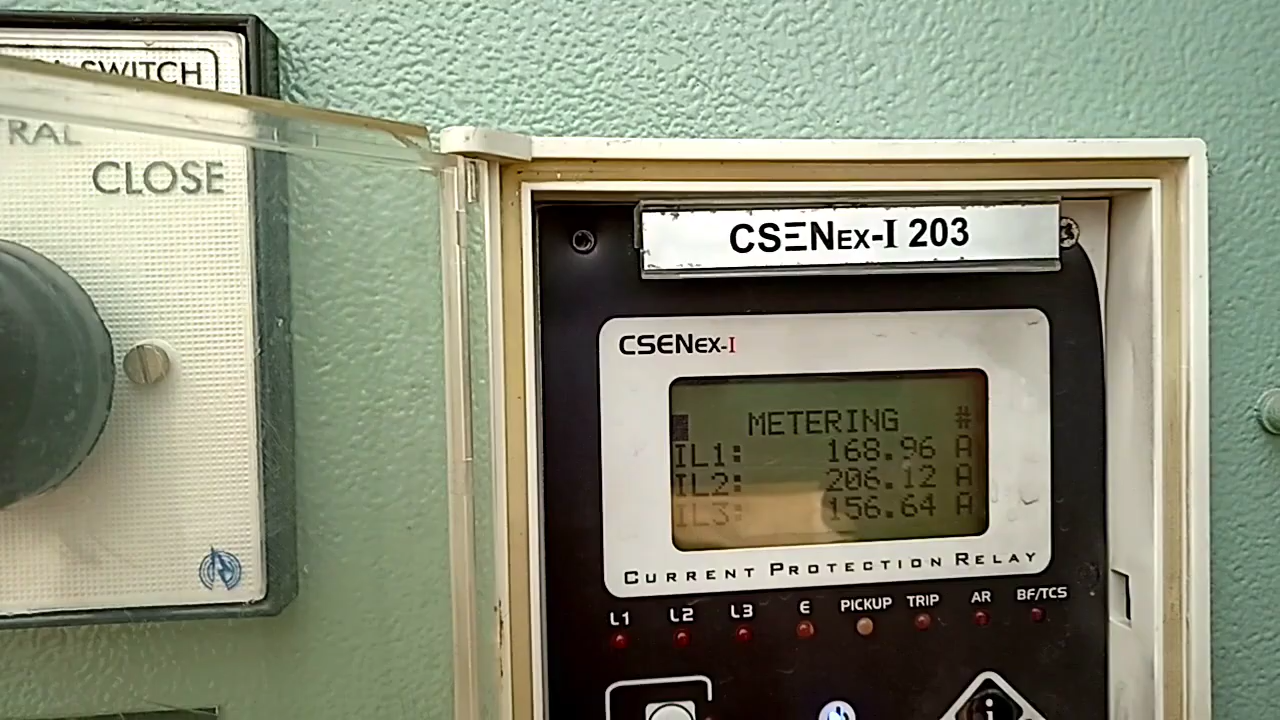 SWITCH
TRAL
CLOSE
CSENEX-I 203
CSENEX-I
METERING #
IL1: 168.96 A
IL2: 206.12 A
IL3: 156.64 A
CURRENT PROTECTION RELAY
L1 L2 L3 E PICKUP TRIP AR BF/TCS
i